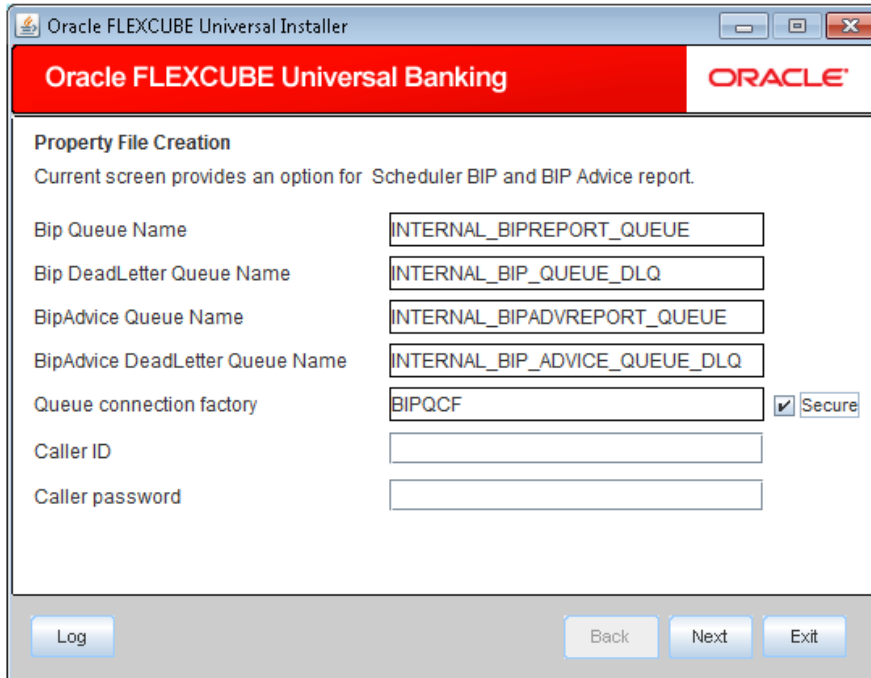 Oracle FLEXCUBE Universal Installer
Oracle FLEXCUBE Universal Banking
ORACLE
Property File Creation
Current screen provides an option for Scheduler BIP and BIP Advice report.
Bip Queue Name INTERNAL_BIPREPORT_QUEUE
Bip DeadLetter Queue Name INTERNAL_BIP_QUEUE_DLQ
BipAdvice Queue Name INTERNAL_BIPADVREPORT_QUEUE
BipAdvice DeadLetter Queue Name INTERNAL_BIP_ADVICE_QUEUE_DLQ
Queue connection factory BIPQCF Secure
Caller ID
Caller password
Log Back Next Exit